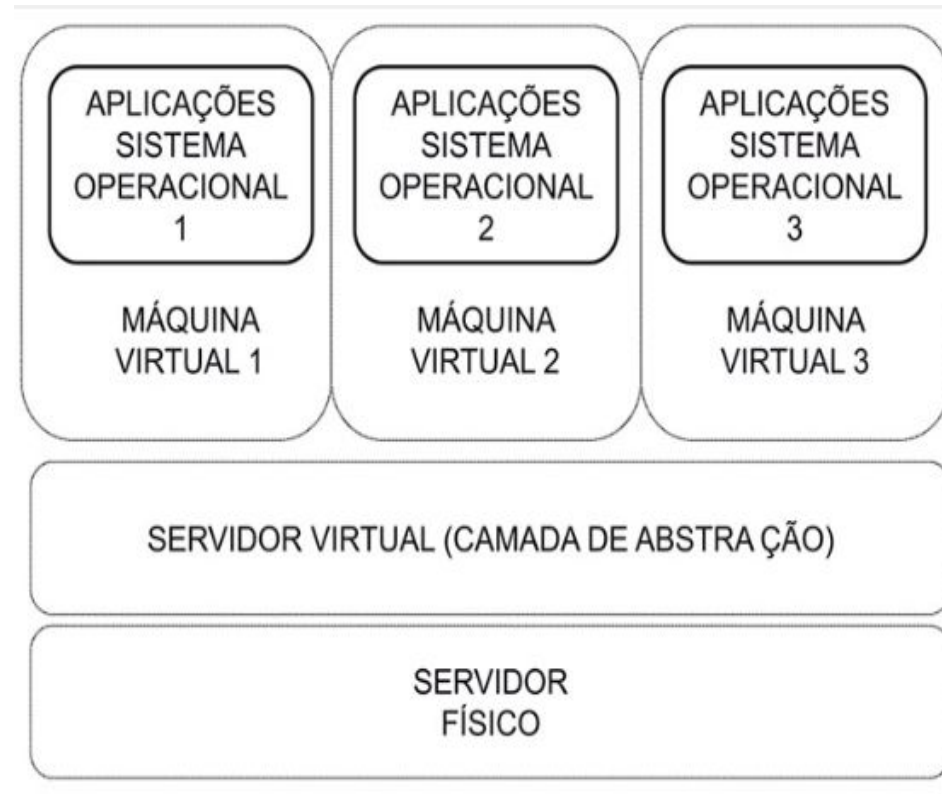 APLICAÇÕES
SISTEMA
OPERACIONAL
1
MÁQUINA
VIRTUAL 1
APLICAÇÕES
SISTEMA
OPERACIONAL
2
MÁQUINA
VIRTUAL 2
APLICAÇÕES
SISTEMA
OPERACIONAL
3
MÁQUINA
VIRTUAL 3
SERVIDOR VIRTUAL (CAMADA DE ABSTRA ÇÃO)
SERVIDOR
FÍSICO